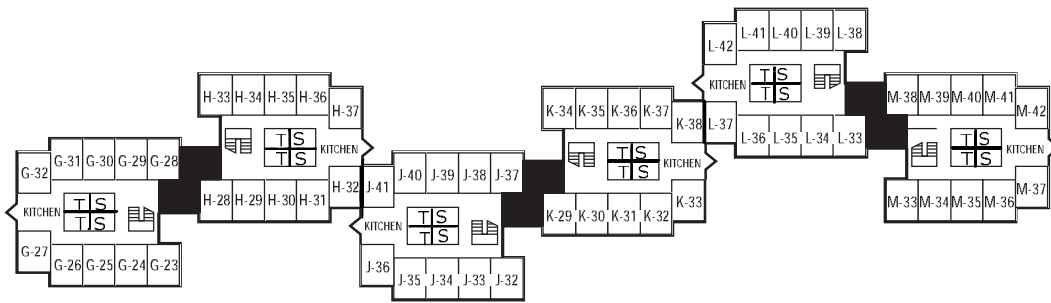 G-32 G-31 G-30 G-29 G-28
KITCHEN T S
T S
G-27 G-26 G-25 G-24 G-23
H-33 H-34 H-35 H-36 H-37
T S KITCHEN
T S
H-28 H-29 H-30 H-31 H-32
J-41 J-40 J-39 J-38 J-37
KITCHEN T S
T S
J-36 J-35 J-34 J-33 J-32
K-34 K-35 K-36 K-37 K-38
T S KITCHEN
T S
K-29 K-30 K-31 K-32 K-33
L-42 L-41 L-40 L-39 L-38
KITCHEN T S
T S
L-37 L-36 L-35 L-34 L-33
M-38 M-39 M-40 M-41 M-42
T S KITCHEN
T S
M-33 M-34 M-35 M-36 M-37